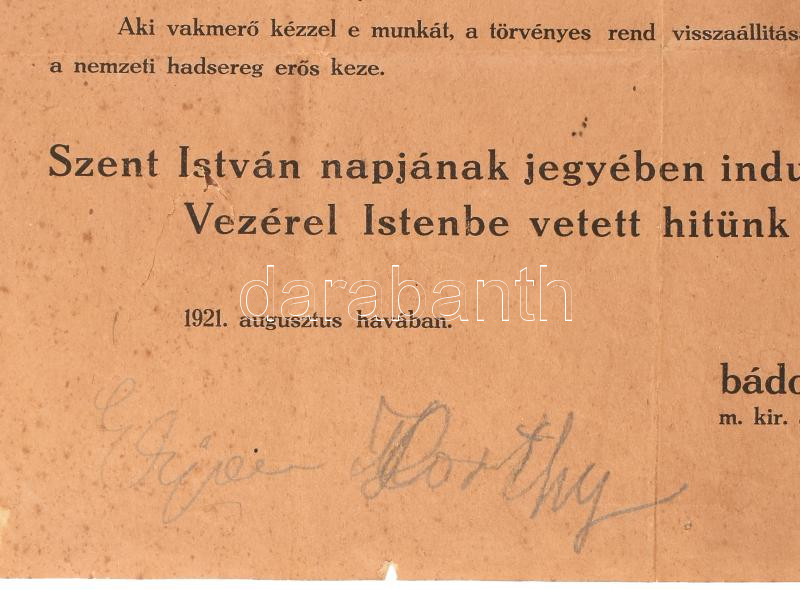 Aki vakmerő kézzel e munkát, a törvényes rend visszaállitás
a nemzeti hadsereg erős keze.
Szent István napjának jegyében indu
Vezérel Istenbe vetett hitünk
darabanth
1921. augusztus havában.
bádo
m. kir.
Horthy